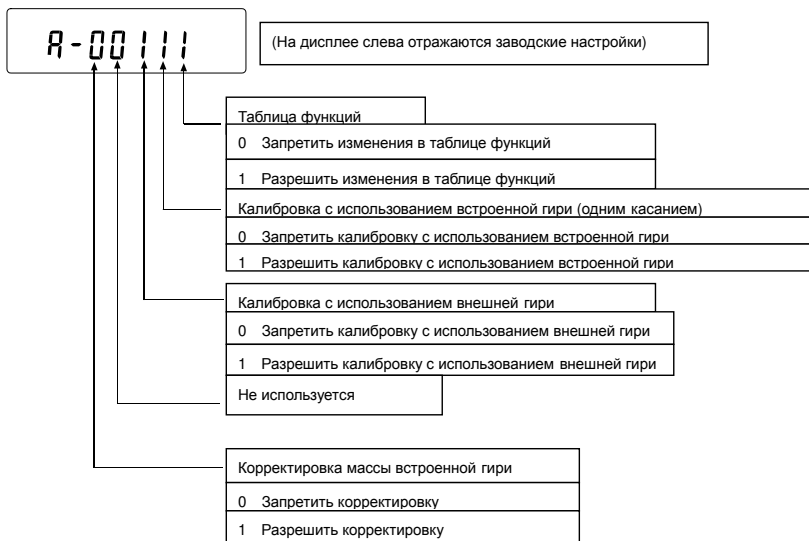 A-00111
(На дисплее слева отражаются заводские настройки)
Таблица функций
0 Запретить изменения в таблице функций
1 Разрешить изменения в таблице функций
Калибровка с использованием встроенной гири (одним касанием)
0 Запретить калибровку с использованием встроенной гири
1 Разрешить калибровку с использованием встроенной гири
Калибровка с использованием внешней гири
0 Запретить калибровку с использованием внешней гири
1 Разрешить калибровку с использованием внешней гири
Не используется
Корректировка массы встроенной гири
0 Запретить корректировку
1 Разрешить корректировку